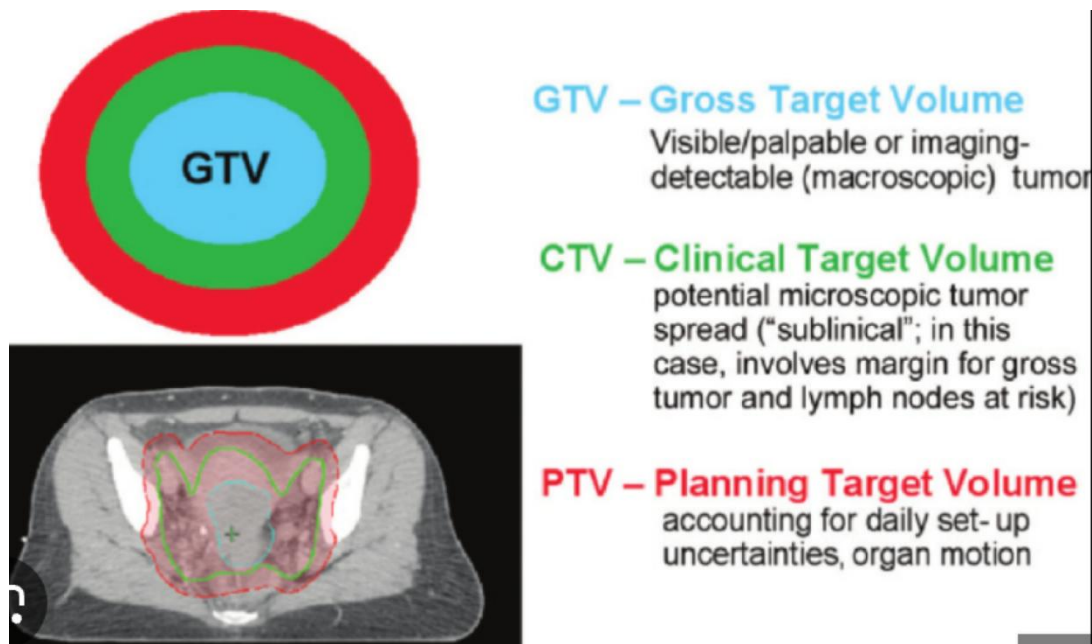 GTV
GTV – Gross Target Volume
Visible/palpable or imaging-
detectable (macroscopic) tumor
CTV – Clinical Target Volume
potential microscopic tumor
spread (“sublinical”; in this
case, involves margin for gross
tumor and lymph nodes at risk)
PTV – Planning Target Volume
accounting for daily set-up
uncertainties, organ motion